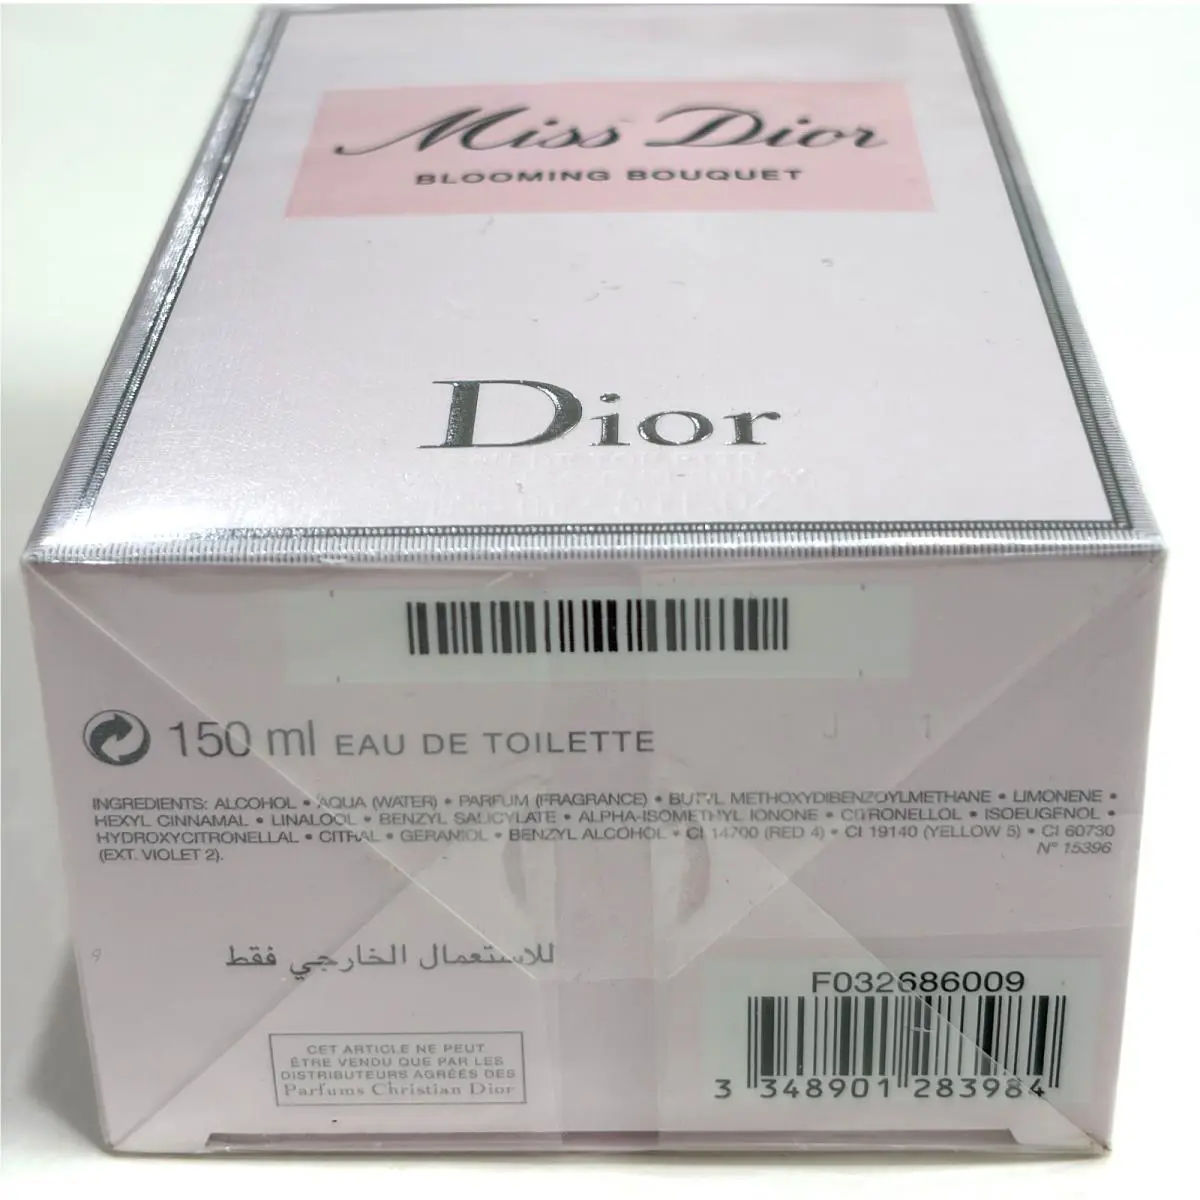 Miss Dior
BLOOMING BOUQUET
Dior
150 ml EAU DE TOILETTE
INGREDIENTS: ALCOHOL • AQUA (WATER) • PARFUM (FRAGRANCE) • BUTYL METHOXYDIBENZOYLMETHANE • LIMONENE •
HEXYL CINNAMAL • LINALOOL • BENZYL SALICYLATE • ALPHA-ISOMETHYL IONONE • CITRONELLOL • ISOEUGENOL •
HYDROXYCITRONELLAL • CITRAL • GERANIOL • BENZYL ALCOHOL • CI 14700 (RED 4) • CI 19140 (YELLOW 5) • CI 60730
(EXT. VIOLET 2).
N° 15396
9
للاستعمال الخارجي فقط
CET ARTICLE NE PEUT
ÊTRE VENDU QUE PAR LES
DISTRIBUTEURS AGRÉÉS DES
Parfums Christian Dior
F032686009
3 348901 283984